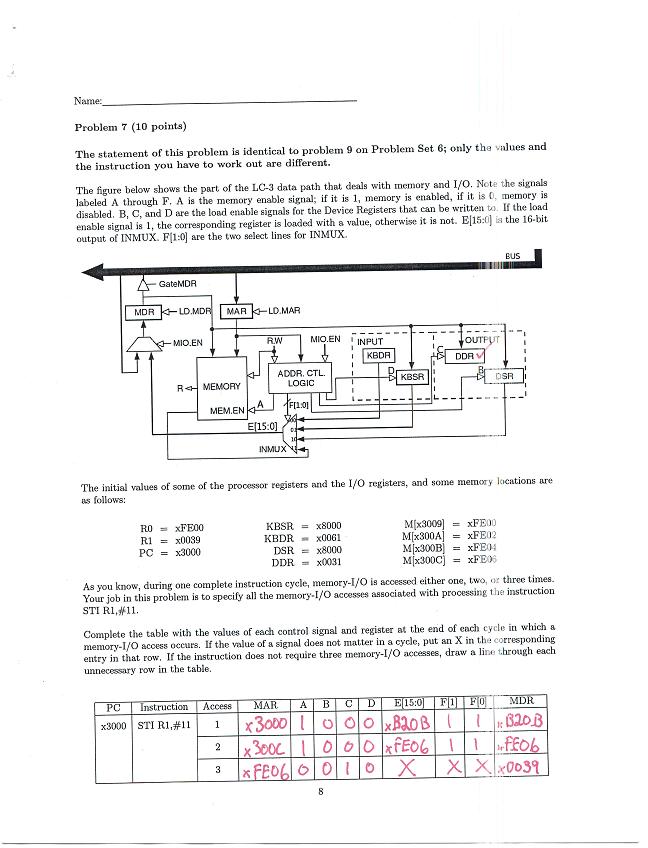 Name:
Problem 7 (10 points)
The statement of this problem is identical to problem 9 on Problem Set 6; only the values and
the instruction you have to work out are different.
The figure below shows the part of the LC-3 data path that deals with memory and I/O. Note the signals
labeled A through F. A is the memory enable signal; if it is 1, memory is enabled, if it is 0, memory is
disabled. B, C, and D are the load enable signals for the Device Registers that can be written to. If the load
enable signal is 1, the corresponding register is loaded with a value, otherwise it is not. E[15:0] is the 16-bit
output of INMUX. F[1:0] are the two select lines for INMUX.
BUS
GateMDR
MDR LD.MDR MAR LD.MAR
MIO.EN R.W MIO.EN INPUT OUTPUT
KBDR C DDR ✓
R MEMORY ADDR. CTL. LOGIC D KBSR B DSR
MEM.EN A F[1:0]
E[15:0] 00
01
10
INMUX 11
The initial values of some of the processor registers and the I/O registers, and some memory locations are
as follows:
R0 = xFE00 KBSR = x8000 M[x3009] = xFE00
R1 = x0039 KBDR = x0061 M[x300A] = xFE02
PC = x3000 DSR = x8000 M[x300B] = xFE04
DDR = x0031 M[x300C] = xFE06
As you know, during one complete instruction cycle, memory-I/O is accessed either one, two, or three times.
Your job in this problem is to specify all the memory-I/O accesses associated with processing the instruction
STI R1,#11.
Complete the table with the values of each control signal and register at the end of each cycle in which a
memory-I/O access occurs. If the value of a signal does not matter in a cycle, put an X in the corresponding
entry in that row. If the instruction does not require three memory-I/O accesses, draw a line through each
unnecessary row in the table.
PC Instruction Access MAR A B C D E[15:0] F[1] F[0] MDR
x3000 STI R1,#11 1 x3000 1 0 0 0 xB20B 1 1 xB20B
2 x300C 1 0 0 0 xFE06 1 1 xFE06
3 xFE06 0 0 1 0 X X X x0039
8